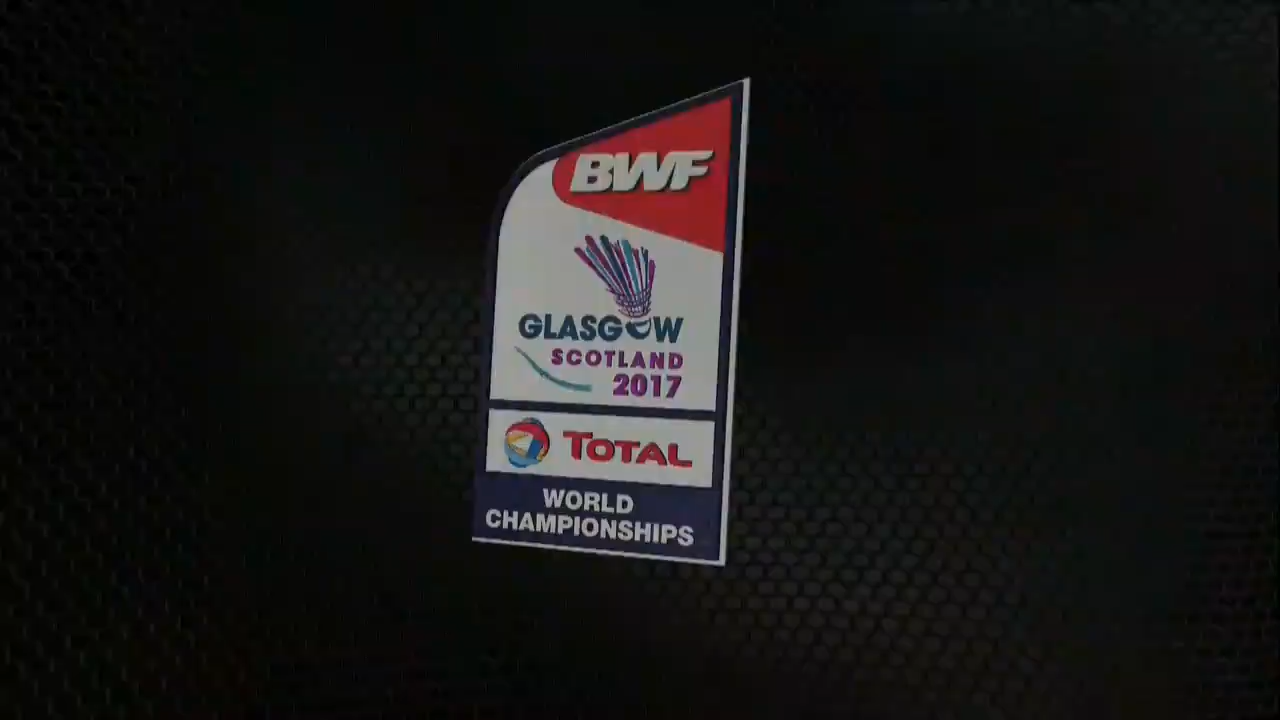 BWF
GLASGOW
SCOTLAND
2017
TOTAL
WORLD
CHAMPIONSHIPS